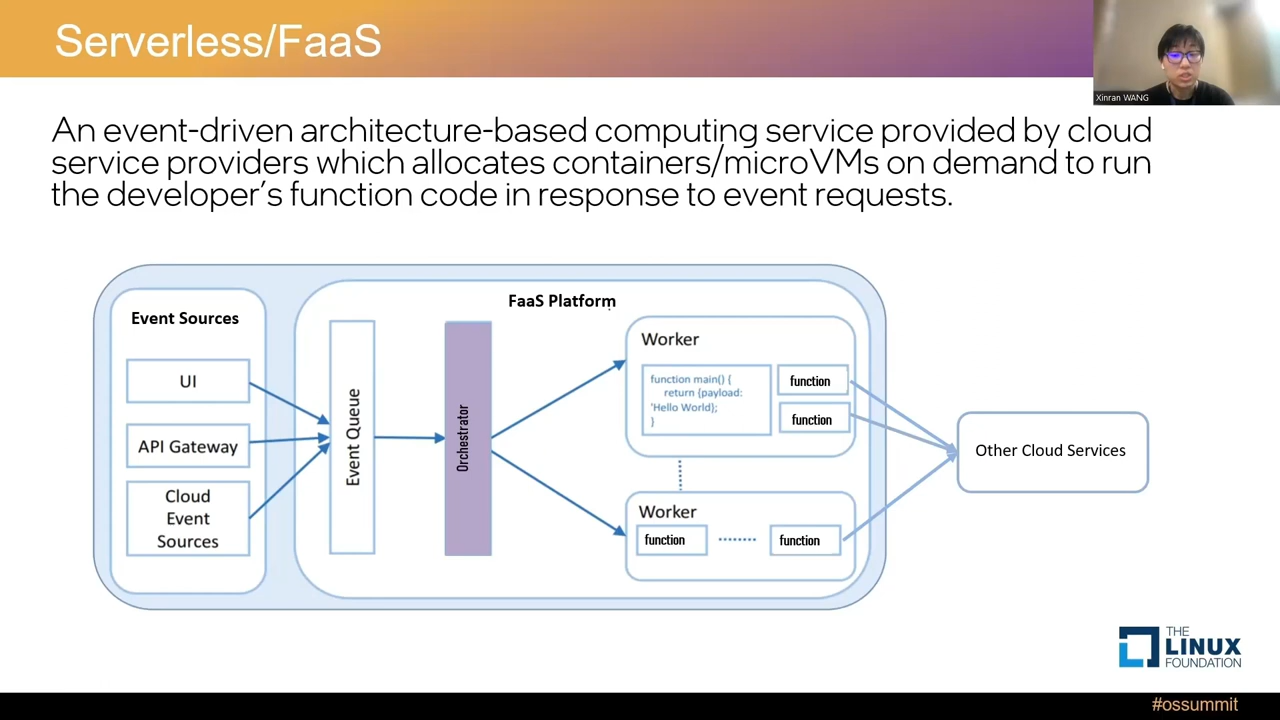 Serverless/FaaS
Xinran WANG
An event-driven architecture-based computing service provided by cloud
service providers which allocates containers/microVMs on demand to run
the developer's function code in response to event requests.
Event Sources
UI
API Gateway
Cloud
Event
Sources
FaaS Platform
Event Queue
Orchestrator
Worker
function main() {
return {payload:
'Hello World};
}
function
function
Worker
function
function
Other Cloud Services
THE
LINUX
FOUNDATION
#ossummit